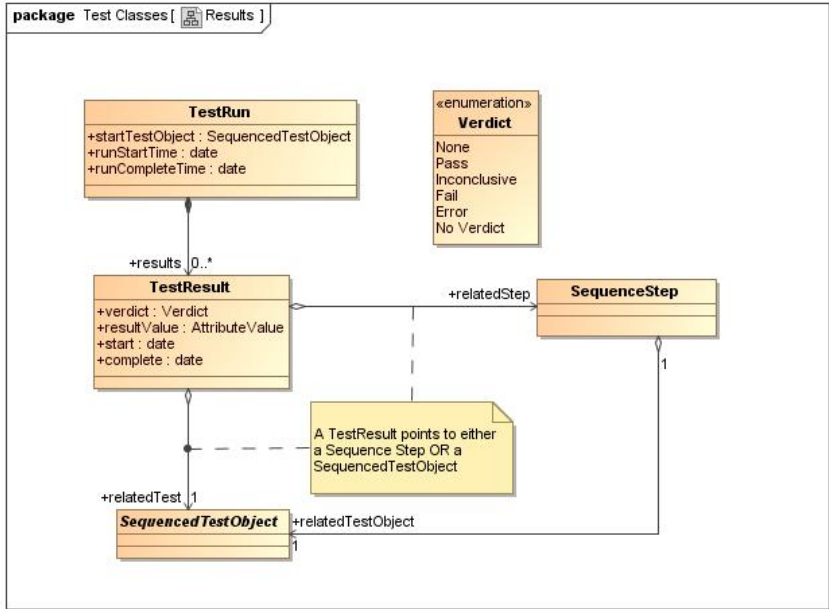 package Test Classes [ Results ]
TestRun
+startTestObject : SequencedTestObject
+runStartTime : date
+runCompleteTime : date
«enumeration»
Verdict
None
Pass
Inconclusive
Fail
Error
No Verdict
+results 0..*
TestResult
+verdict : Verdict
+resultValue : AttributeValue
+start : date
+complete : date
+relatedStep
SequenceStep
1
A TestResult points to either
a Sequence Step OR a
SequencedTestObject
+relatedTest 1
SequencedTestObject
+relatedTestObject
1